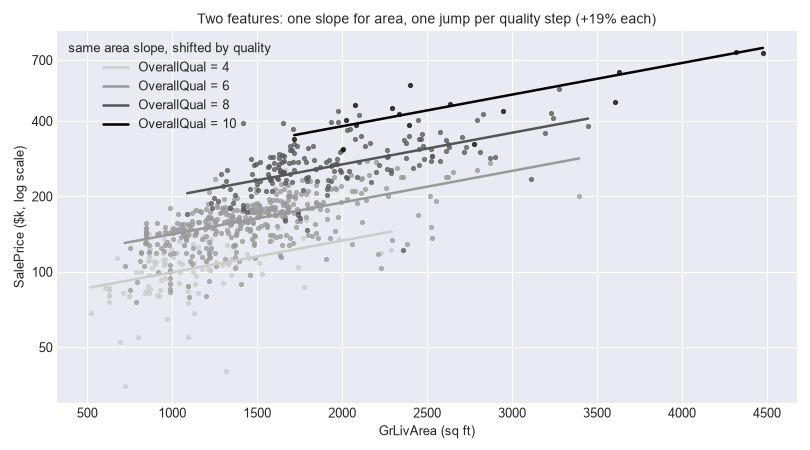 Two features: one slope for area, one jump per quality step (+19% each)
same area slope, shifted by quality
OverallQual = 4
OverallQual = 6
OverallQual = 8
OverallQual = 10
SalePrice ($k, log scale)
700
400
200
100
50
500 1000 1500 2000 2500 3000 3500 4000 4500
GrLivArea (sq ft)